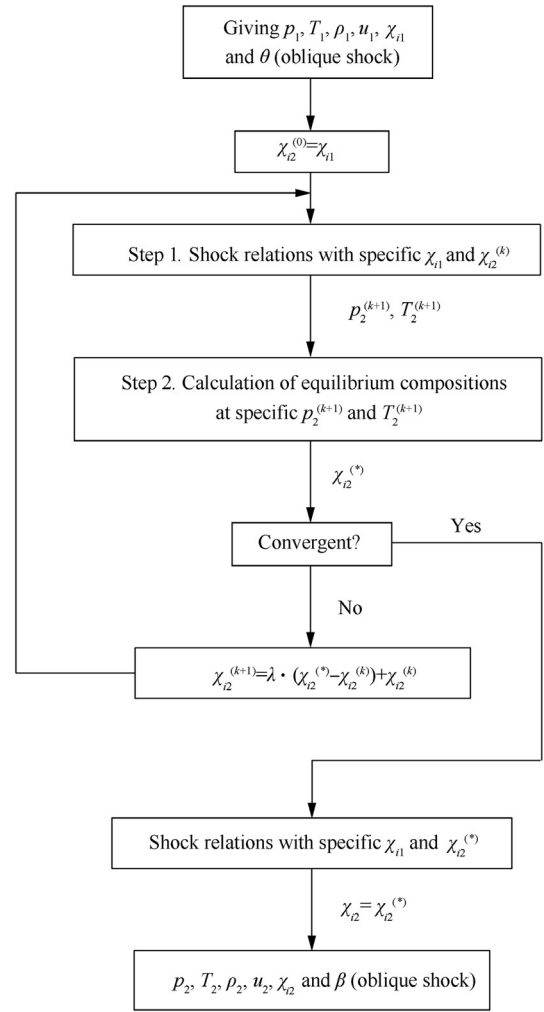 Giving p₁, T₁, ρ₁, u₁, χᵢ₁
and θ (oblique shock)
χᵢ₂⁽⁰⁾=χᵢ₁
Step 1. Shock relations with specific χᵢ₁ and χᵢ₂⁽ᵏ⁾
p₂⁽ᵏ⁺¹⁾, T₂⁽ᵏ⁺¹⁾
Step 2. Calculation of equilibrium compositions
at specific p₂⁽ᵏ⁺¹⁾ and T₂⁽ᵏ⁺¹⁾
χᵢ₂⁽*⁾
Convergent?
Yes
No
χᵢ₂⁽ᵏ⁺¹⁾=λ·(χᵢ₂⁽*⁾−χᵢ₂⁽ᵏ⁾)+χᵢ₂⁽ᵏ⁾
Shock relations with specific χᵢ₁ and χᵢ₂⁽*⁾
χᵢ₂= χᵢ₂⁽*⁾
p₂, T₂, ρ₂, u₂, χᵢ₂ and β (oblique shock)